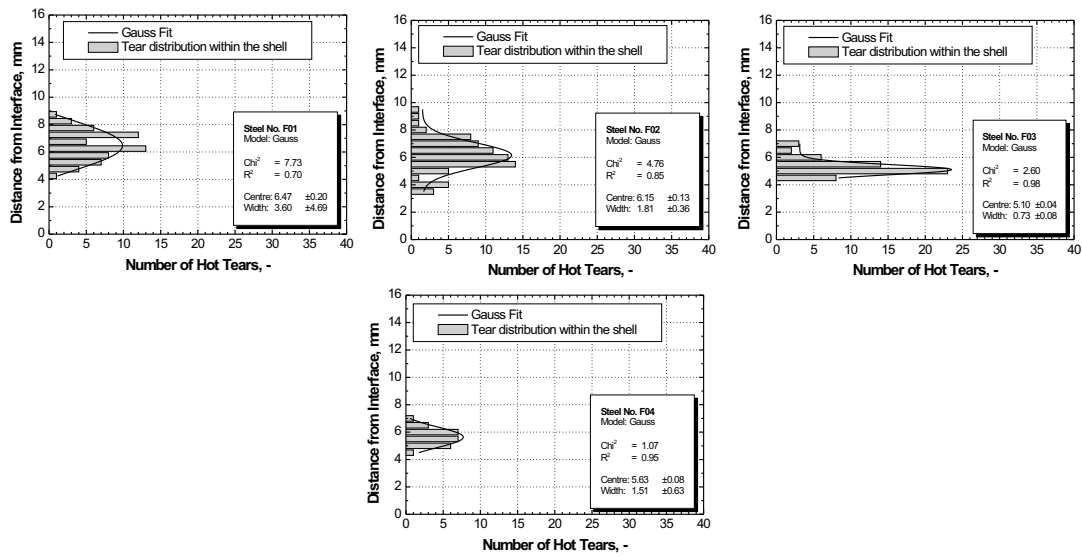 Gauss Fit
Tear distribution within the shell
16
14
12
10
8
6
4
2
0
Distance from Interface, mm
Steel No. F01
Model: Gauss
Chi² = 7.73
R² = 0.70
Centre: 6.47 ±0.20
Width: 3.60 ±4.69
0 5 10 15 20 25 30 35 40
Number of Hot Tears, -
Gauss Fit
Tear distribution within the shell
16
14
12
10
8
6
4
2
0
Distance from Interface, mm
Steel No. F02
Model: Gauss
Chi² = 4.76
R² = 0.85
Centre: 6.15 ±0.13
Width: 1.81 ±0.36
0 5 10 15 20 25 30 35 40
Number of Hot Tears, -
Gauss Fit
Tear distribution within the shell
16
14
12
10
8
6
4
2
0
Distance from Interface, mm
Steel No. F03
Model: Gauss
Chi² = 2.60
R² = 0.98
Centre: 5.10 ±0.04
Width: 0.73 ±0.08
0 5 10 15 20 25 30 35 40
Number of Hot Tears, -
Gauss Fit
Tear distribution within the shell
16
14
12
10
8
6
4
2
0
Distance from Interface, mm
Steel No. F04
Model: Gauss
Chi² = 1.07
R² = 0.95
Centre: 5.63 ±0.08
Width: 1.51 ±0.63
0 5 10 15 20 25 30 35 40
Number of Hot Tears, -